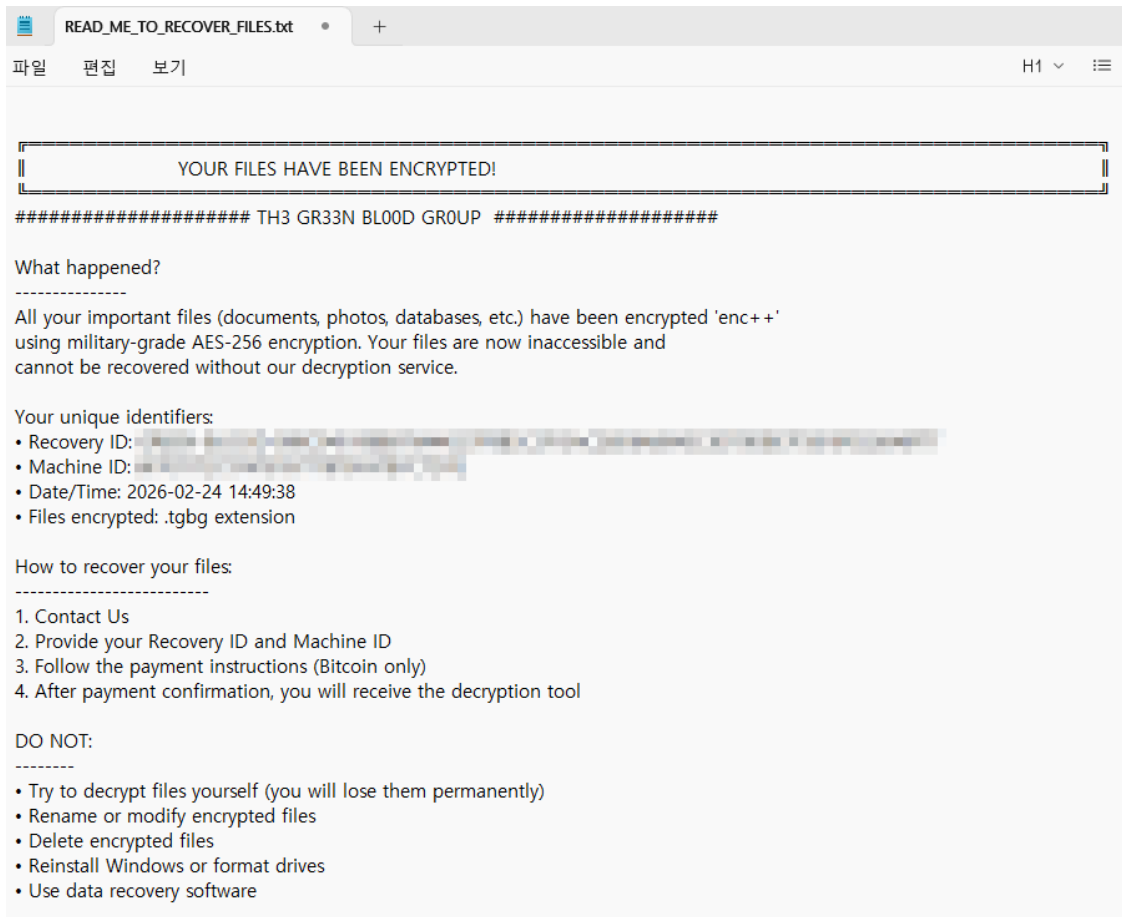 READ_ME_TO_RECOVER_FILES.txt
파일 편집 보기 H1
YOUR FILES HAVE BEEN ENCRYPTED!
##################### TH3 GR33N BL00D GR0UP ####################
What happened?
---------------
All your important files (documents, photos, databases, etc.) have been encrypted 'enc++'
using military-grade AES-256 encryption. Your files are now inaccessible and
cannot be recovered without our decryption service.
Your unique identifiers:
• Recovery ID:
• Machine ID:
• Date/Time: 2026-02-24 14:49:38
• Files encrypted: .tgbg extension
How to recover your files:
--------------------------
1. Contact Us
2. Provide your Recovery ID and Machine ID
3. Follow the payment instructions (Bitcoin only)
4. After payment confirmation, you will receive the decryption tool
DO NOT:
--------
• Try to decrypt files yourself (you will lose them permanently)
• Rename or modify encrypted files
• Delete encrypted files
• Reinstall Windows or format drives
• Use data recovery software